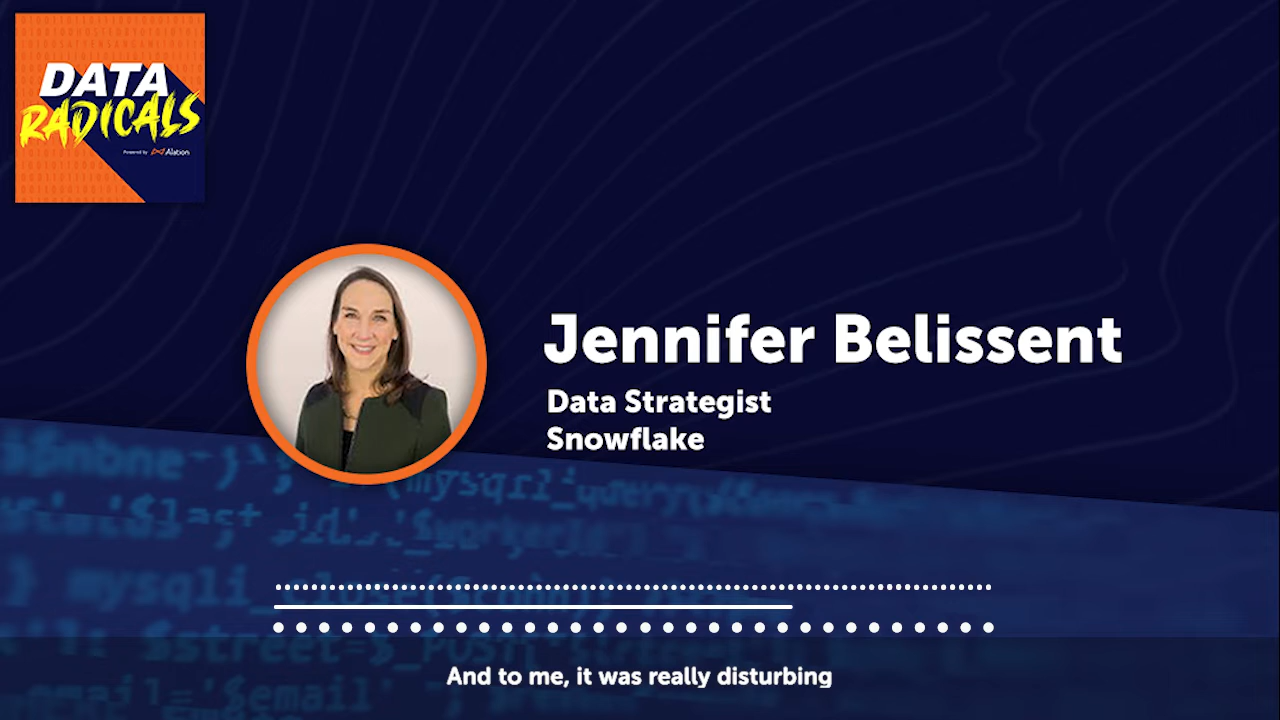 DATA
RADICALS
Powered by Alation
Jennifer Belissent
Data Strategist
Snowflake
And to me, it was really disturbing